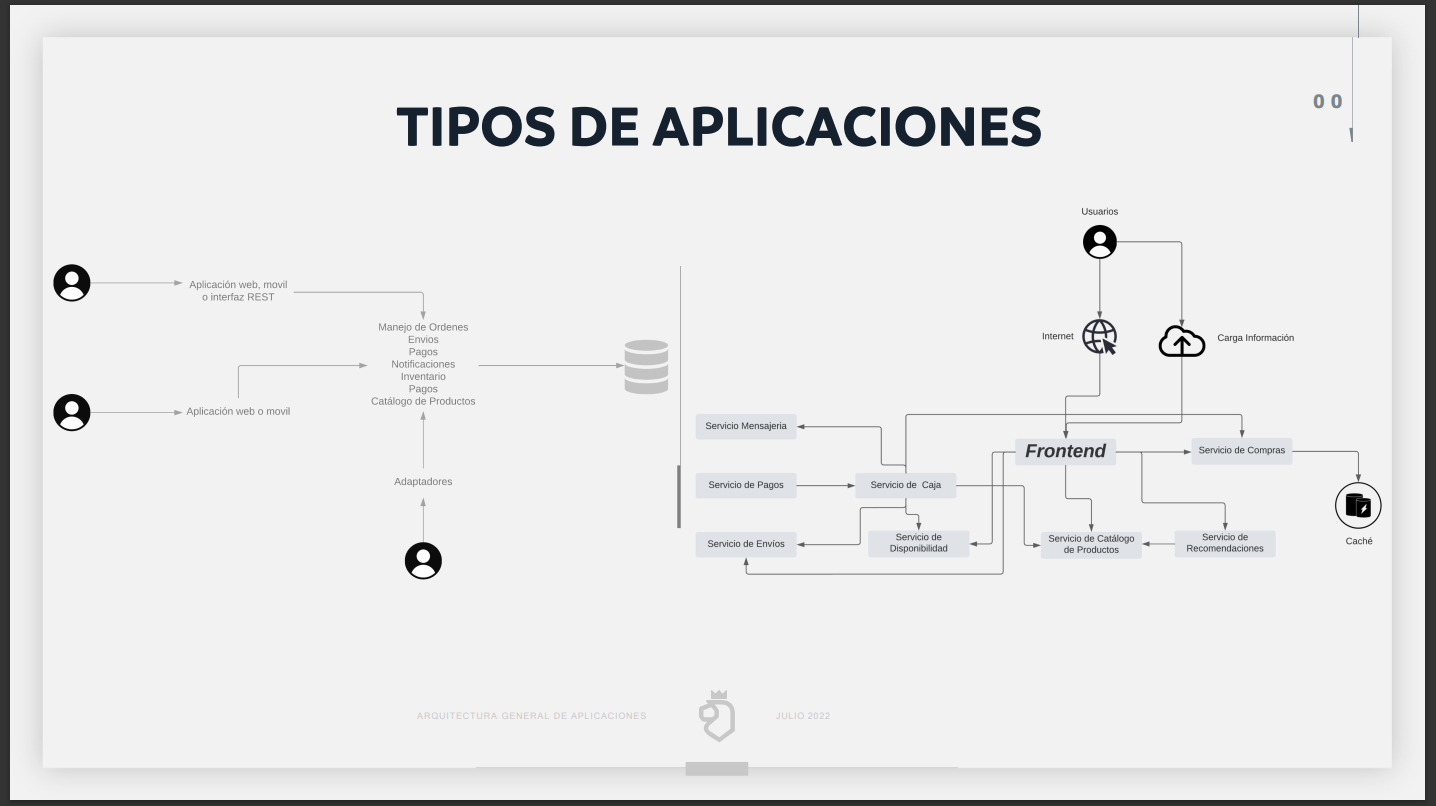 00
TIPOS DE APLICACIONES
Aplicación web, movil
o interfaz REST
Manejo de Ordenes
Envios
Pagos
Notificaciones
Inventario
Pagos
Catálogo de Productos
Aplicación web o movil
Adaptadores
Usuarios
Internet
Carga Información
Servicio Mensajeria
Frontend
Servicio de Compras
Servicio de Pagos
Servicio de Caja
Servicio de Envíos
Servicio de
Disponibilidad
Servicio de Catálogo
de Productos
Servicio de
Recomendaciones
Caché
ARQUITECTURA GENERAL DE APLICACIONES
JULIO 2022